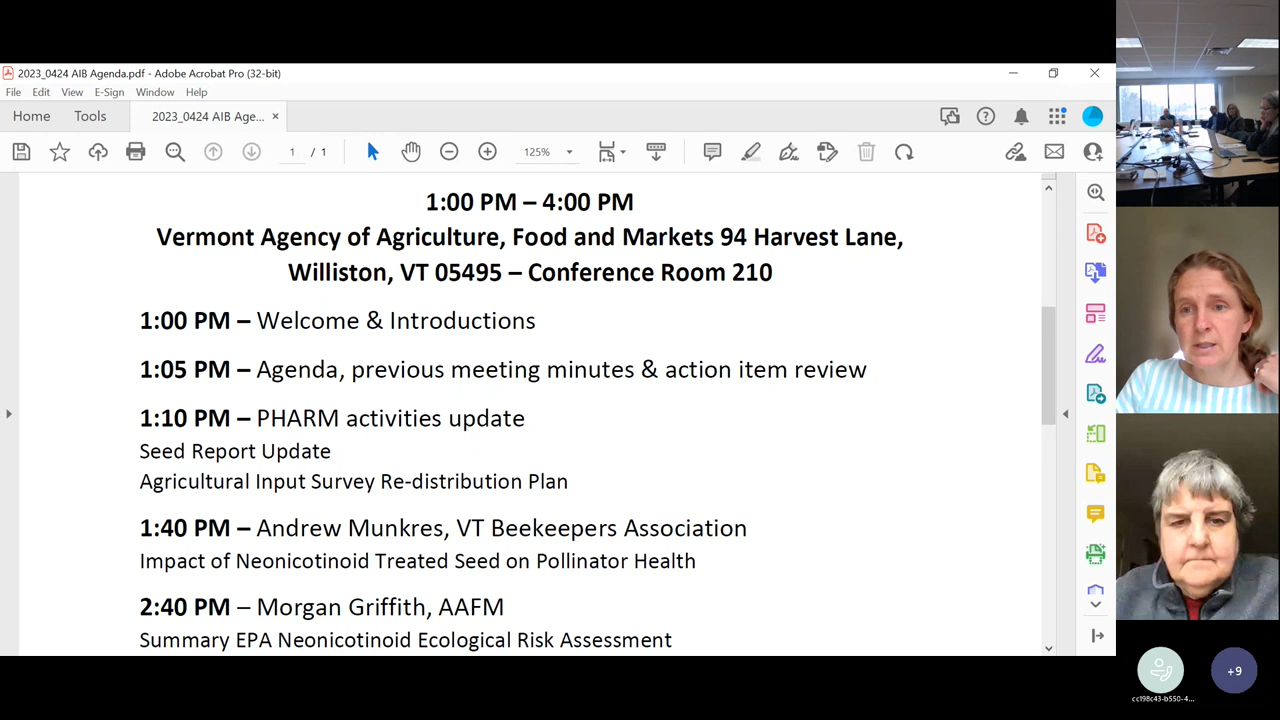 2023_0424 AIB Agenda.pdf - Adobe Acrobat Pro (32-bit)
File Edit View E-Sign Window Help
Home Tools 2023_0424 AIB Age... ×
1 / 1 125%
1:00 PM – 4:00 PM
Vermont Agency of Agriculture, Food and Markets 94 Harvest Lane,
Williston, VT 05495 – Conference Room 210
1:00 PM – Welcome & Introductions
1:05 PM – Agenda, previous meeting minutes & action item review
1:10 PM – PHARM activities update
Seed Report Update
Agricultural Input Survey Re-distribution Plan
1:40 PM – Andrew Munkres, VT Beekeepers Association
Impact of Neonicotinoid Treated Seed on Pollinator Health
2:40 PM – Morgan Griffith, AAFM
Summary EPA Neonicotinoid Ecological Risk Assessment
cc198c43-b550-4...
+9